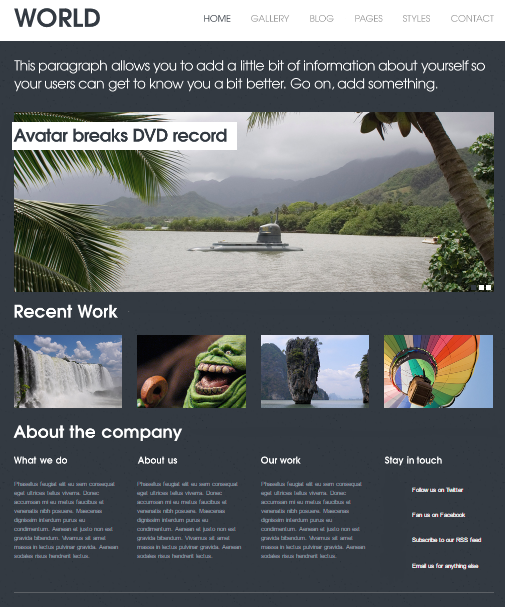 WORLD
HOME GALLERY BLOG PAGES STYLES CONTACT
This paragraph allows you to add a little bit of information about yourself so
your users can get to know you a bit better. Go on, add something.
Avatar breaks DVD record
Recent Work
About the company
What we do
Phasellus feugiat elit eu sem consequat
eget ultrices tellus viverra. Donec
accumsan mi eu metus faucibus at
venenatis nibh posuere. Maecenas
dignissim interdum purus eu
condimentum. Aenean el justo non est
gravida bibendum. Vivamus sit amet
massa in lectus pulvinar gravida. Aenean
sodales risus hendrerit lectus.
About us
Phasellus feugiat elit eu sem consequat
eget ultrices tellus viverra. Donec
accumsan mi eu metus faucibus at
venenatis nibh posuere. Maecenas
dignissim interdum purus eu
condimentum. Aenean el justo non est
gravida bibendum. Vivamus sit amet
massa in lectus pulvinar gravida. Aenean
sodales risus hendrerit lectus.
Our work
Phasellus feugiat elit eu sem consequat
eget ultrices tellus viverra. Donec
accumsan mi eu metus faucibus at
venenatis nibh posuere. Maecenas
dignissim interdum purus eu
condimentum. Aenean el justo non est
gravida bibendum. Vivamus sit amet
massa in lectus pulvinar gravida. Aenean
sodales risus hendrerit lectus.
Stay in touch
Follow us on Twitter
Fan us on Facebook
Subscribe to our RSS feed
Email us for anything else